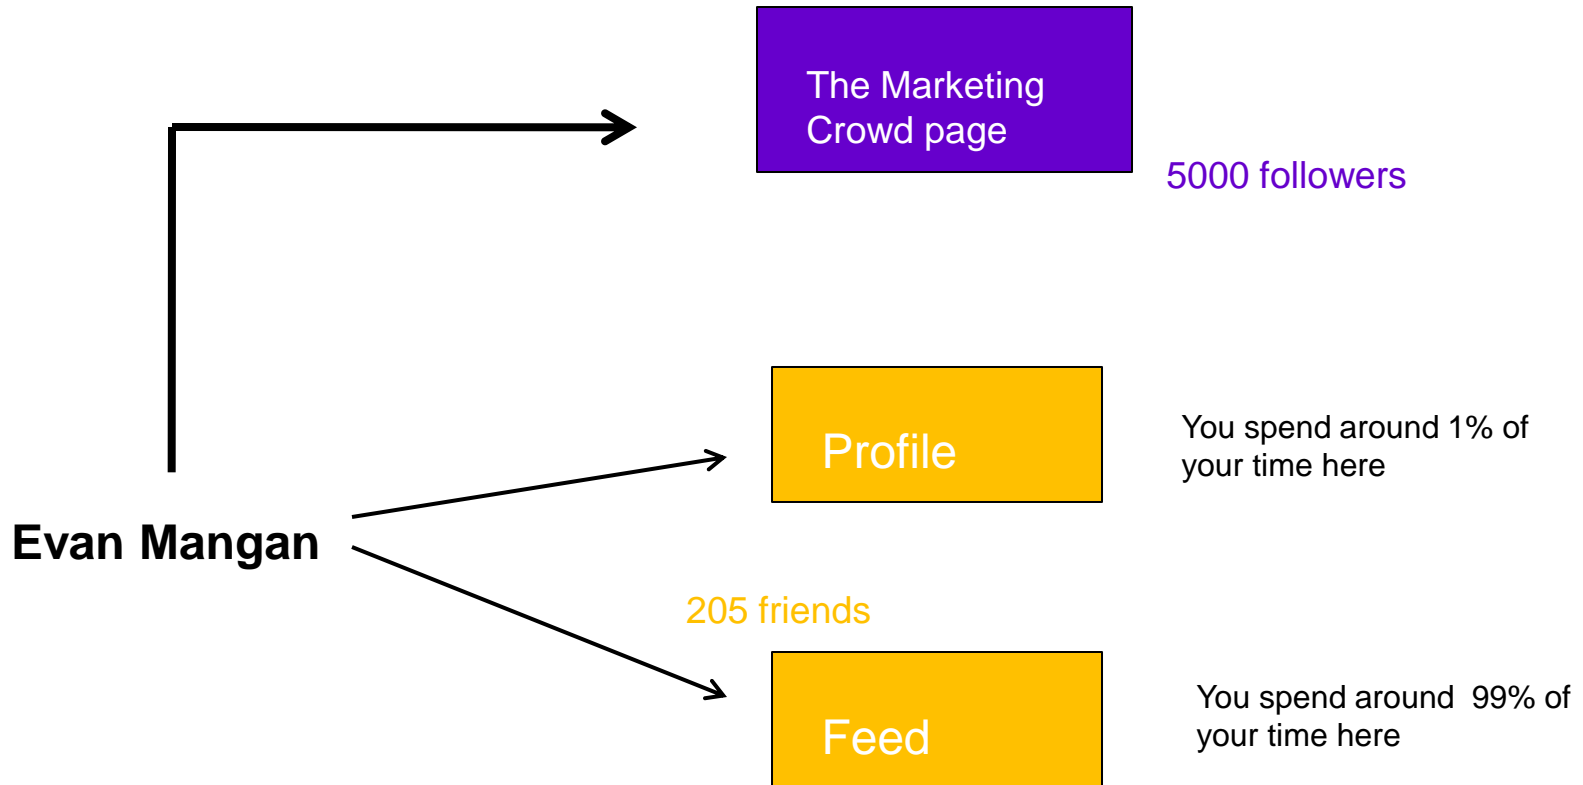 The Marketing
Crowd page
5000 followers
Profile
You spend around 1% of
your time here
Evan Mangan
205 friends
Feed
You spend around  99% of
your time here